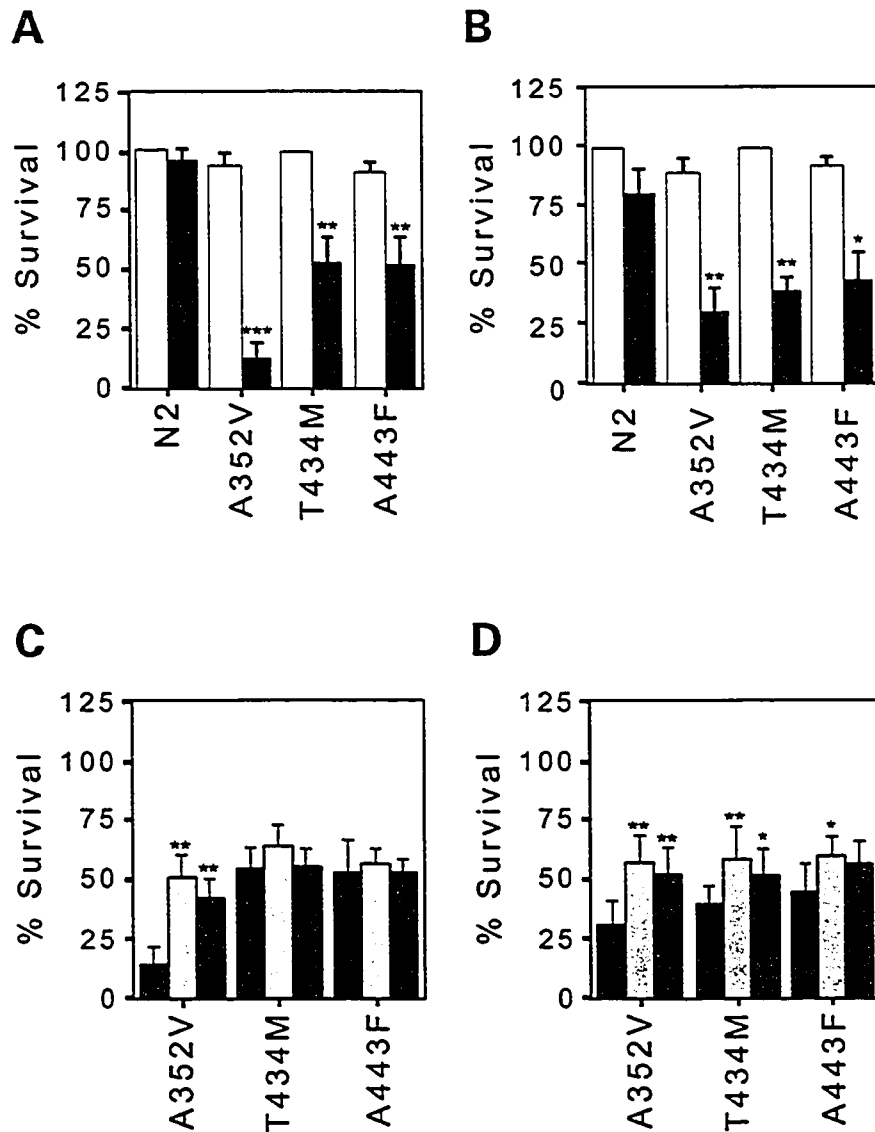 A
% Survival
125
100
75
50
25
0
***
**
**
N2
A352V
T434M
A443F
B
% Survival
125
100
75
50
25
0
**
**
*
N2
A352V
T434M
A443F
C
% Survival
125
100
75
50
25
0
**
**
A352V
T434M
A443F
D
% Survival
125
100
75
50
25
0
**
**
**
*
*
A352V
T434M
A443F